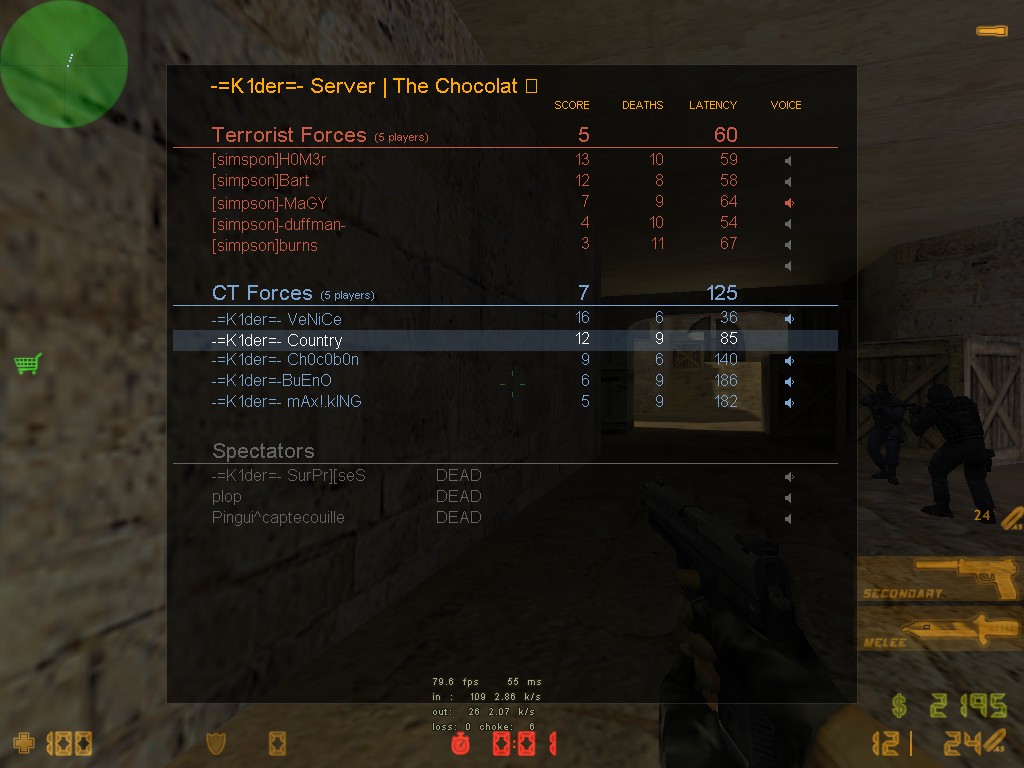 -=K1der=- Server | The Chocolat
SCORE DEATHS LATENCY VOICE
Terrorist Forces (5 players) 5 60
[simspon]H0M3r 13 10 59
[simpson]Bart 12 8 58
[simpson]-MaGY 7 9 64
[simpson]-duffman- 4 10 54
[simpson]burns 3 11 67
CT Forces (5 players) 7 125
-=K1der=- VeNiCe 16 6 36
-=K1der=- Country 12 9 85
-=K1der=- Ch0c0b0n 9 6 140
-=K1der=-BuEnO 6 9 186
-=K1der=- mAx!.kING 5 9 182
Spectators
-=K1der=- SurPr][seS DEAD
plop DEAD
Pingui^captecouille DEAD
24
SECONDARY
MELEE
79.6 fps 55 ms
in : 109 2.86 k/s
out: 26 2.07 k/s
loss: 0 choke: 6
$ 2195
100 0 0:01 12| 24